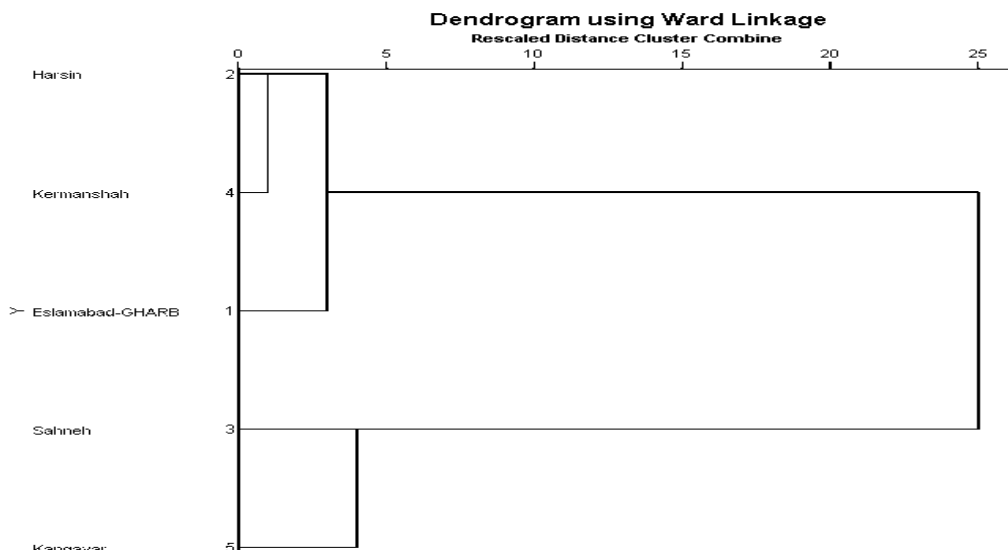 Dendrogram using Ward Linkage
Rescaled Distance Cluster Combine
0 5 10 15 20 25
Harsin 2
Kermanshah 4
Y
Eslamabad-GHARB 1
Sahneh 3
Kangavar 5